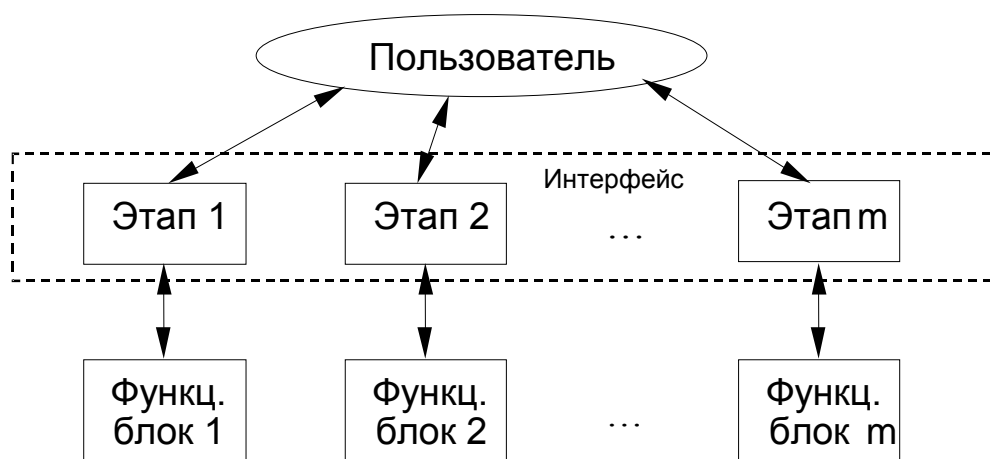 Пользователь
Интерфейс
Этап 1
Этап 2
...
Этап m
Функц.
блок 1
Функц.
блок 2
...
Функц.
блок m